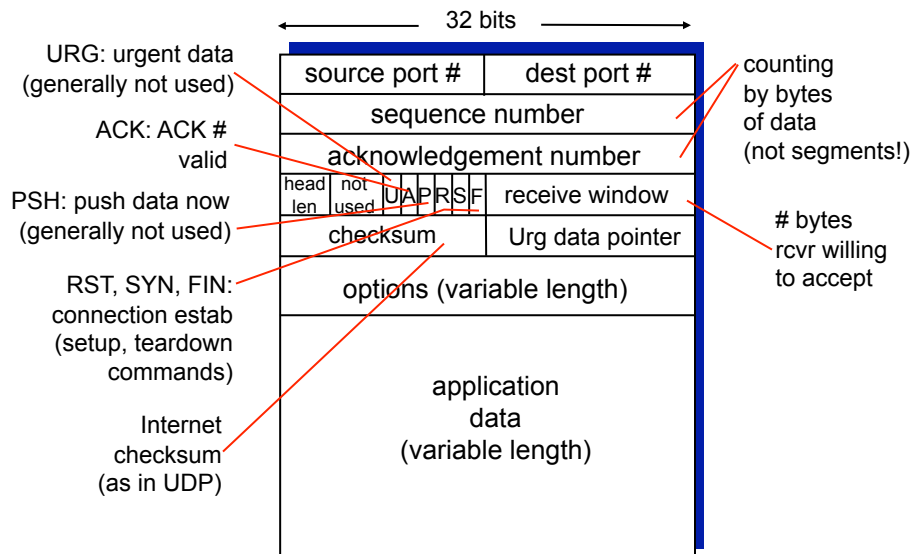 32 bits
URG: urgent data
(generally not used)
ACK: ACK #
valid
PSH: push data now
(generally not used)
RST, SYN, FIN:
connection estab
(setup, teardown
commands)
Internet
checksum
(as in UDP)
source port #
dest port #
sequence number
acknowledgement number
head
len
not
used
U A P R S F
receive window
checksum
Urg data pointer
options (variable length)
application
data
(variable length)
counting
by bytes
of data
(not segments!)
# bytes
rcvr willing
to accept